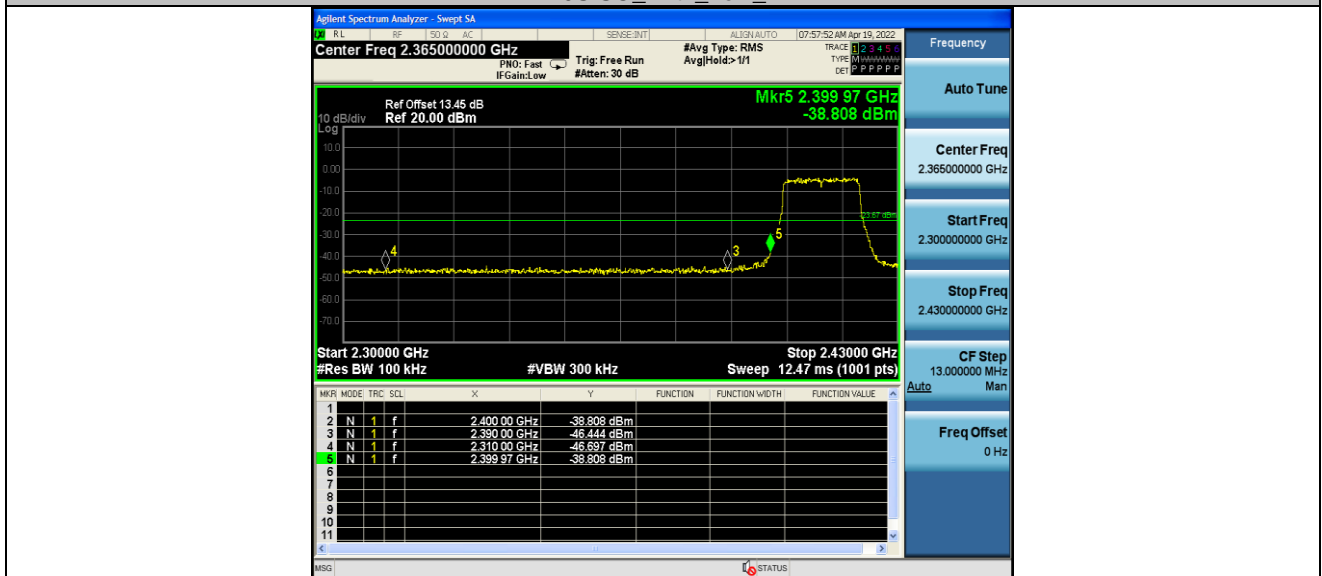 Agilent Spectrum Analyzer - Swept SA
RL RF 50 Ω AC SENSE:INT ALIGN AUTO 07:57:52 AM Apr 19, 2022
Center Freq 2.365000000 GHz
PNO: Fast
IFGain:Low
Trig: Free Run
#Atten: 30 dB
#Avg Type: RMS
Avg|Hold:>1/1
TRACE 1 2 3 4 5 6
TYPE M
DET P P P P P P
Mkr5 2.399 97 GHz
-38.808 dBm
Ref Offset 13.45 dB
10 dB/div Ref 20.00 dBm
Log
10.0
0.00
-10.0
-20.0
-30.0
-40.0
-50.0
-60.0
-70.0
-23.67 dBm
4
3
5
Start 2.30000 GHz Stop 2.43000 GHz
#Res BW 100 kHz #VBW 300 kHz Sweep 12.47 ms (1001 pts)
MKR MODE TRC SCL X Y FUNCTION FUNCTION WIDTH FUNCTION VALUE
1
2 N 1 f 2.400 00 GHz -38.808 dBm
3 N 1 f 2.390 00 GHz -46.444 dBm
4 N 1 f 2.310 00 GHz -46.697 dBm
5 N 1 f 2.399 97 GHz -38.808 dBm
6
7
8
9
10
11
MSG STATUS
Frequency
Auto Tune
Center Freq
2.365000000 GHz
Start Freq
2.300000000 GHz
Stop Freq
2.430000000 GHz
CF Step
13.000000 MHz
Auto Man
Freq Offset
0 Hz